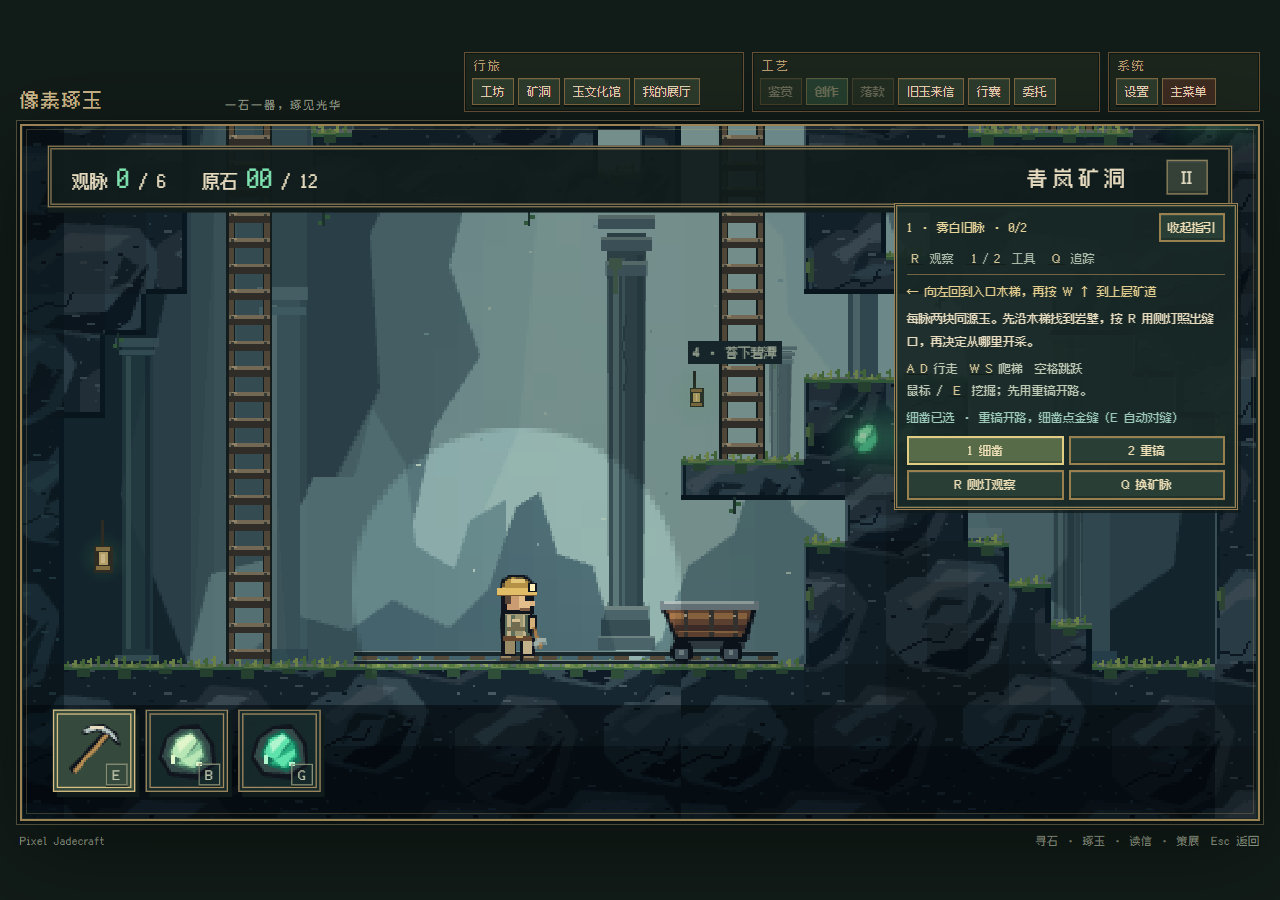 像素琢玉
一石一器，琢见光华
行旅
工坊 矿洞 玉文化馆 我的展厅
工艺
鉴赏 创作 落款 旧玉来信 行囊 委托
系统
设置 主菜单
观脉 0 / 6 原石 00 / 12
青岚矿洞
II
1 · 雾白旧脉 · 0/2
收起指引
R 观察 1 / 2 工具 Q 追踪
← 向左回到入口木梯，再按 W ↑ 到上层矿道
每脉两块同源玉。先沿木梯找到岩壁，按 R 用侧灯照出缝
口，再决定从哪里开采。
A D 行走 W S 爬梯 空格跳跃
鼠标 / E 挖掘；先用重镐开路。
细凿已选 · 重镐开路，细凿点金缝（E 自动对缝）
1 细凿
2 重镐
R 侧灯观察
Q 换矿脉
4 · 苔下碧潭
E
B
G
Pixel Jadecraft
寻石 · 琢玉 · 读信 · 策展 Esc 返回